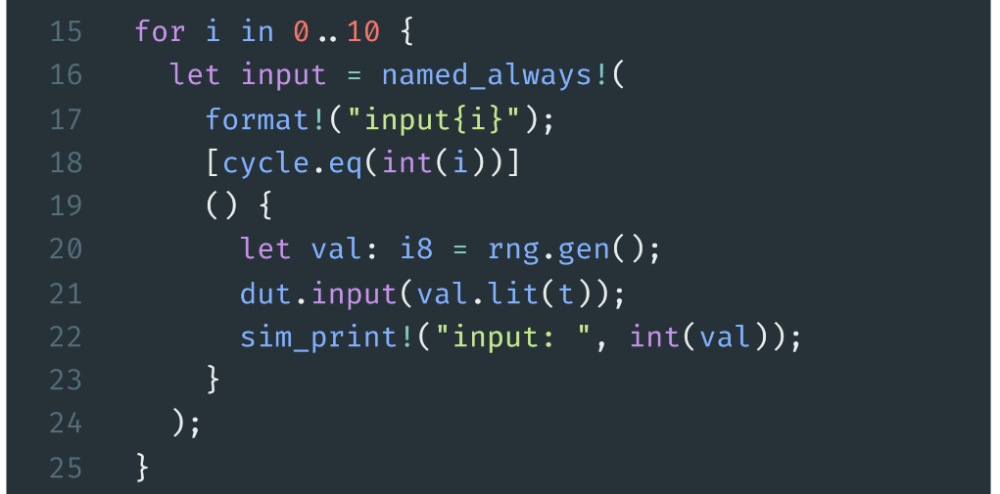 15 for i in 0..10 {
16 let input = named_always!(
17 format!("input{i}");
18 [cycle.eq(int(i))]
19 () {
20 let val: i8 = rng.gen();
21 dut.input(val.lit(t));
22 sim_print!("input: ", int(val));
23 }
24 );
25 }